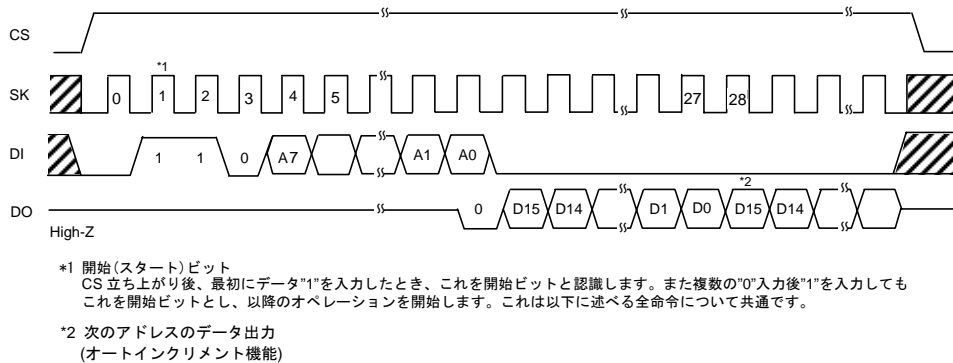 CS
*1
SK 0 1 2 3 4 5 27 28
DI 1 1 0 A7 A1 A0
*2
DO 0 D15 D14 D1 D0 D15 D14
High-Z
*1 開始(スタート)ビット
CS 立ち上がり後、最初にデータ"1"を入力したとき、これを開始ビットと認識します。また複数の"0"入力後"1"を入力しても
これを開始ビットとし、以降のオペレーションを開始します。これは以下に述べる全命令について共通です。
*2 次のアドレスのデータ出力
(オートインクリメント機能)